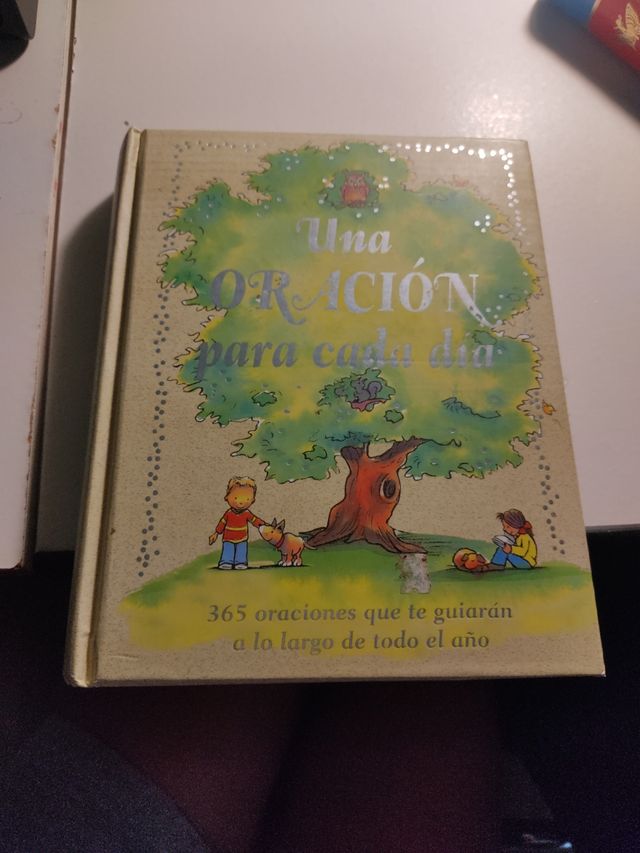 Una
ORACIÓN
para cada día
365 oraciones que te guiarán
a lo largo de todo el año